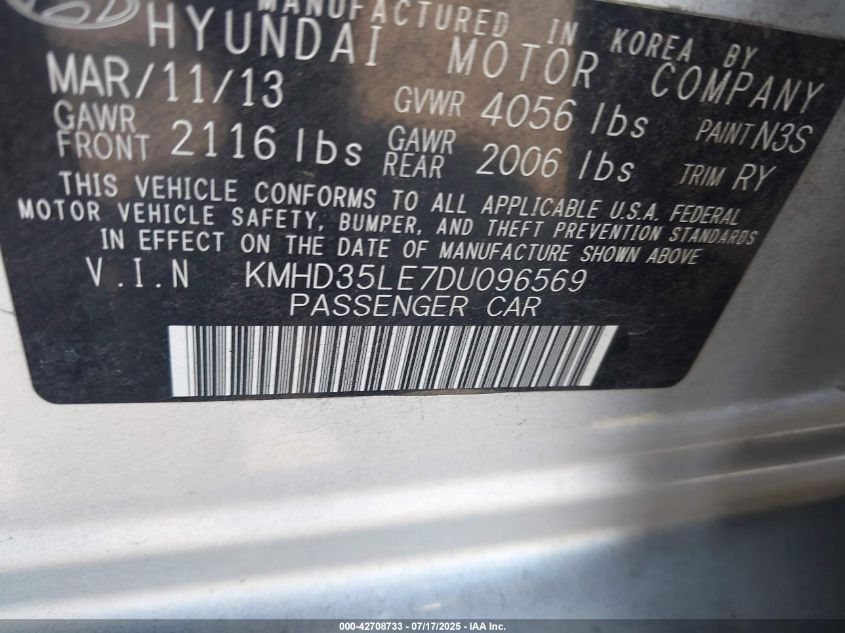 MANUFACTURED IN KOREA BY
HYUNDAI MOTOR COMPANY
MAR/11/13 GVWR 4056 lbs PAINT N3S
GAWR FRONT 2116 lbs GAWR REAR 2006 lbs TRIM RY
THIS VEHICLE CONFORMS TO ALL APPLICABLE U.S.A. FEDERAL
MOTOR VEHICLE SAFETY, BUMPER, AND THEFT PREVENTION STANDARDS
IN EFFECT ON THE DATE OF MANUFACTURE SHOWN ABOVE
V.I.N KMHD35LE7DU096569
PASSENGER CAR
000-42708733 - 07/17/2025 - IAA Inc.